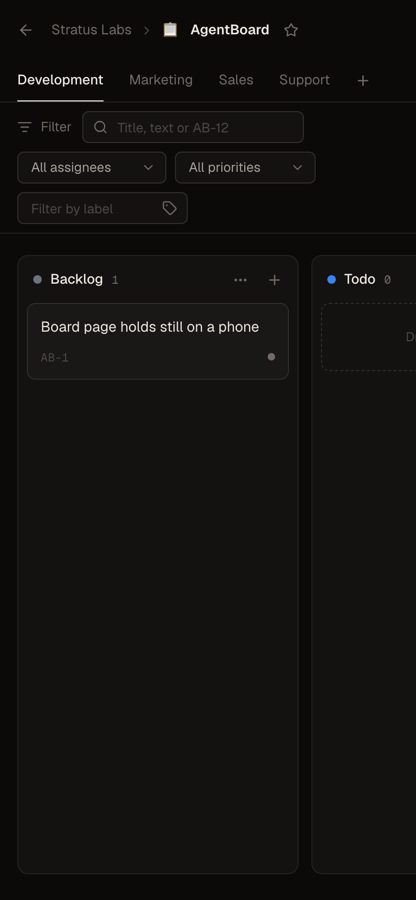 Stratus Labs > AgentBoard
Development Marketing Sales Support
Filter Title, text or AB-12
All assignees All priorities
Filter by label
Backlog 1 Todo 0
Board page holds still on a phone
AB-1